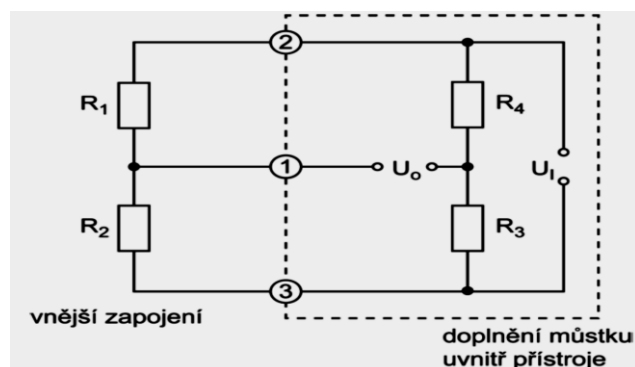 2
R1
R4
1
Uo
UI
R2
R3
3
vnější zapojení
doplnění můstku
uvnitř přístroje